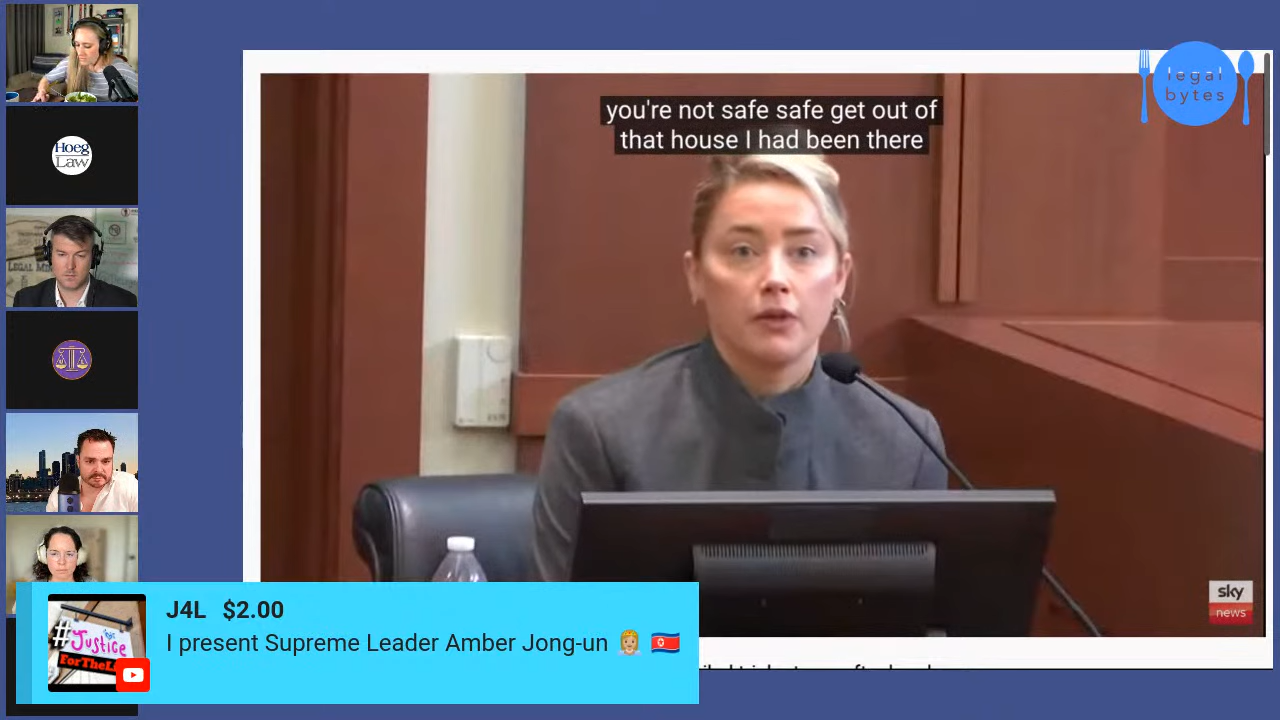 you're not safe safe get out of
that house I had been there
legal
bytes
Hoeg
Law
sky
news
J4L $2.00
I present Supreme Leader Amber Jong-un 👩🏼 🇰🇵
#Justice